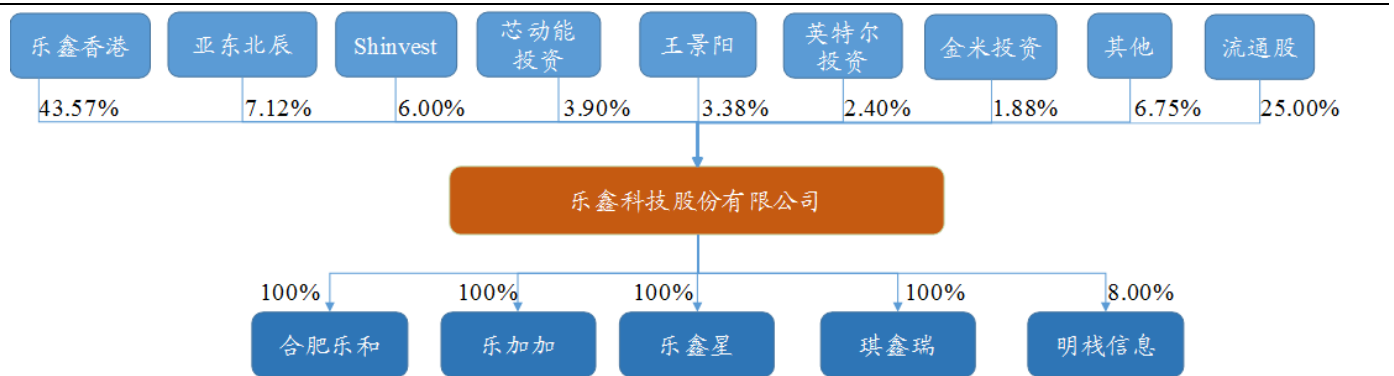 乐鑫香港
亚东北辰
Shinvest
芯动能
投资
王景阳
英特尔
投资
金米投资
其他
流通股
43.57%
7.12%
6.00%
3.90%
3.38%
2.40%
1.88%
6.75%
25.00%
乐鑫科技股份有限公司
100%
100%
100%
100%
8.00%
合肥乐和
乐加加
乐鑫星
琪鑫瑞
明栈信息